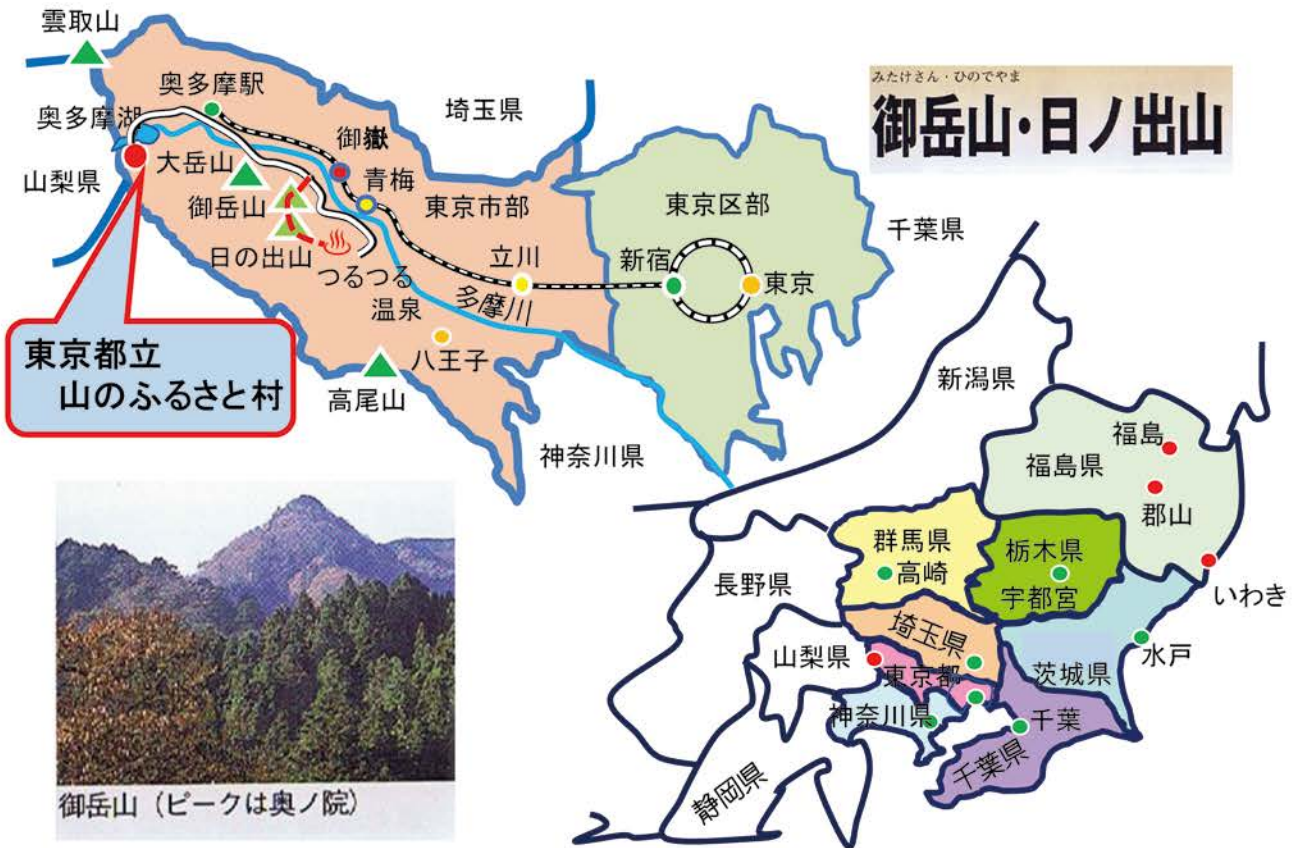 雲取山
奥多摩駅
奥多摩湖
埼玉県
御嶽
大岳山
山梨県
青梅
御岳山
東京市部
東京区部
千葉県
日の出山
つるつる
温泉
立川
新宿
東京
多摩川
八王子
高尾山
神奈川県
東京都立
山のふるさと村
みたけさん・ひのでやま
御岳山・日ノ出山
新潟県
福島
福島県
郡山
群馬県
高崎
栃木県
宇都宮
いわき
長野県
埼玉県
水戸
山梨県
東京都
茨城県
神奈川県
千葉
千葉県
静岡県
御岳山（ピークは奥ノ院）